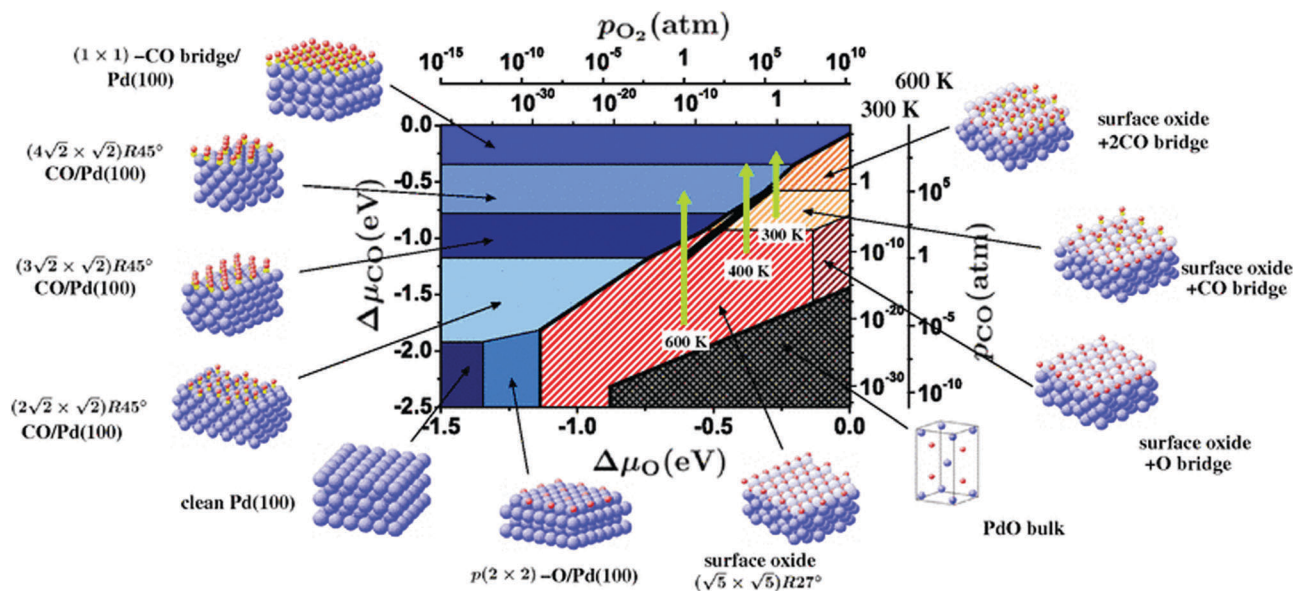 p_{O_2}(atm)
10^{-15} 10^{-10} 10^{-5} 1 10^{5} 10^{10}
600 K
10^{-30} 10^{-20} 10^{-10} 1
300 K
(1 × 1) –CO bridge/
Pd(100)
(4√2 × √2)R45°
CO/Pd(100)
(3√2 × √2)R45°
CO/Pd(100)
(2√2 × √2)R45°
CO/Pd(100)
clean Pd(100)
p(2 × 2) –O/Pd(100)
surface oxide
(√5 × √5)R27°
PdO bulk
surface oxide
+O bridge
surface oxide
+CO bridge
surface oxide
+2CO bridge
Δμ_{CO}(eV)
0.0
-0.5
-1.0
-1.5
-2.0
-2.5
-1.5 -1.0 -0.5 0.0
Δμ_O(eV)
300 K
400 K
600 K
1
10^{-10}
10^{-20}
10^{-30}
10^{5}
1
10^{-5}
10^{-10}
p_{CO}(atm)